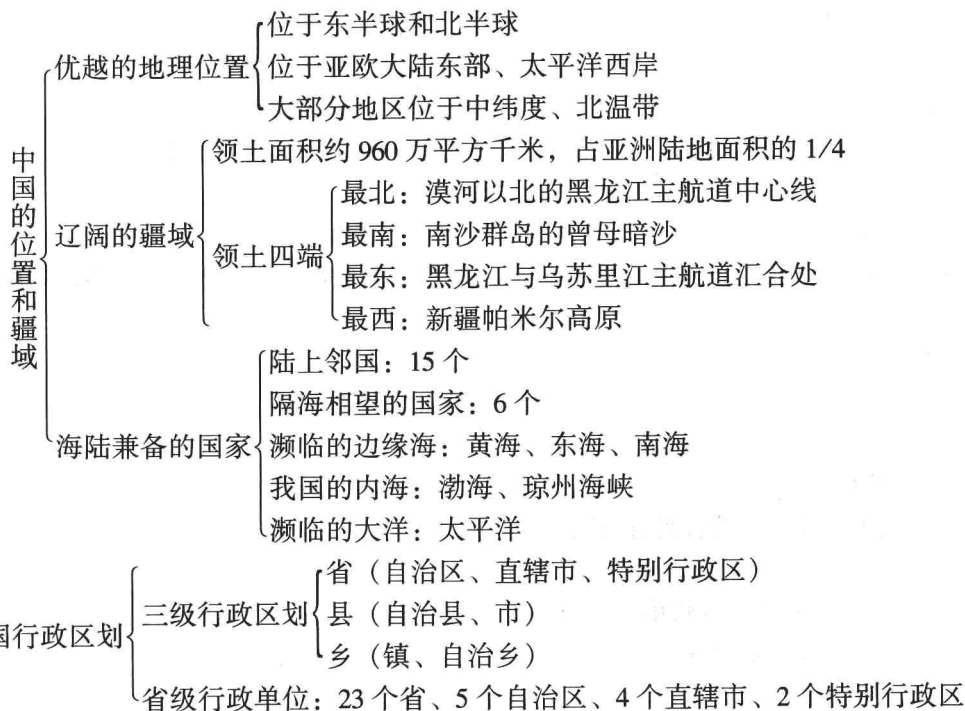 中国的位置和疆域
优越的地理位置
位于东半球和北半球
位于亚欧大陆东部、太平洋西岸
大部分地区位于中纬度、北温带
辽阔的疆域
领土面积约 960 万平方千米，占亚洲陆地面积的 1/4
领土四端
最北：漠河以北的黑龙江主航道中心线
最南：南沙群岛的曾母暗沙
最东：黑龙江与乌苏里江主航道汇合处
最西：新疆帕米尔高原
海陆兼备的国家
陆上邻国：15 个
隔海相望的国家：6 个
濒临的边缘海：黄海、东海、南海
我国的内海：渤海、琼州海峡
濒临的大洋：太平洋
国行政区划
三级行政区划
省（自治区、直辖市、特别行政区）
县（自治县、市）
乡（镇、自治乡）
省级行政单位：23 个省、5 个自治区、4 个直辖市、2 个特别行政区